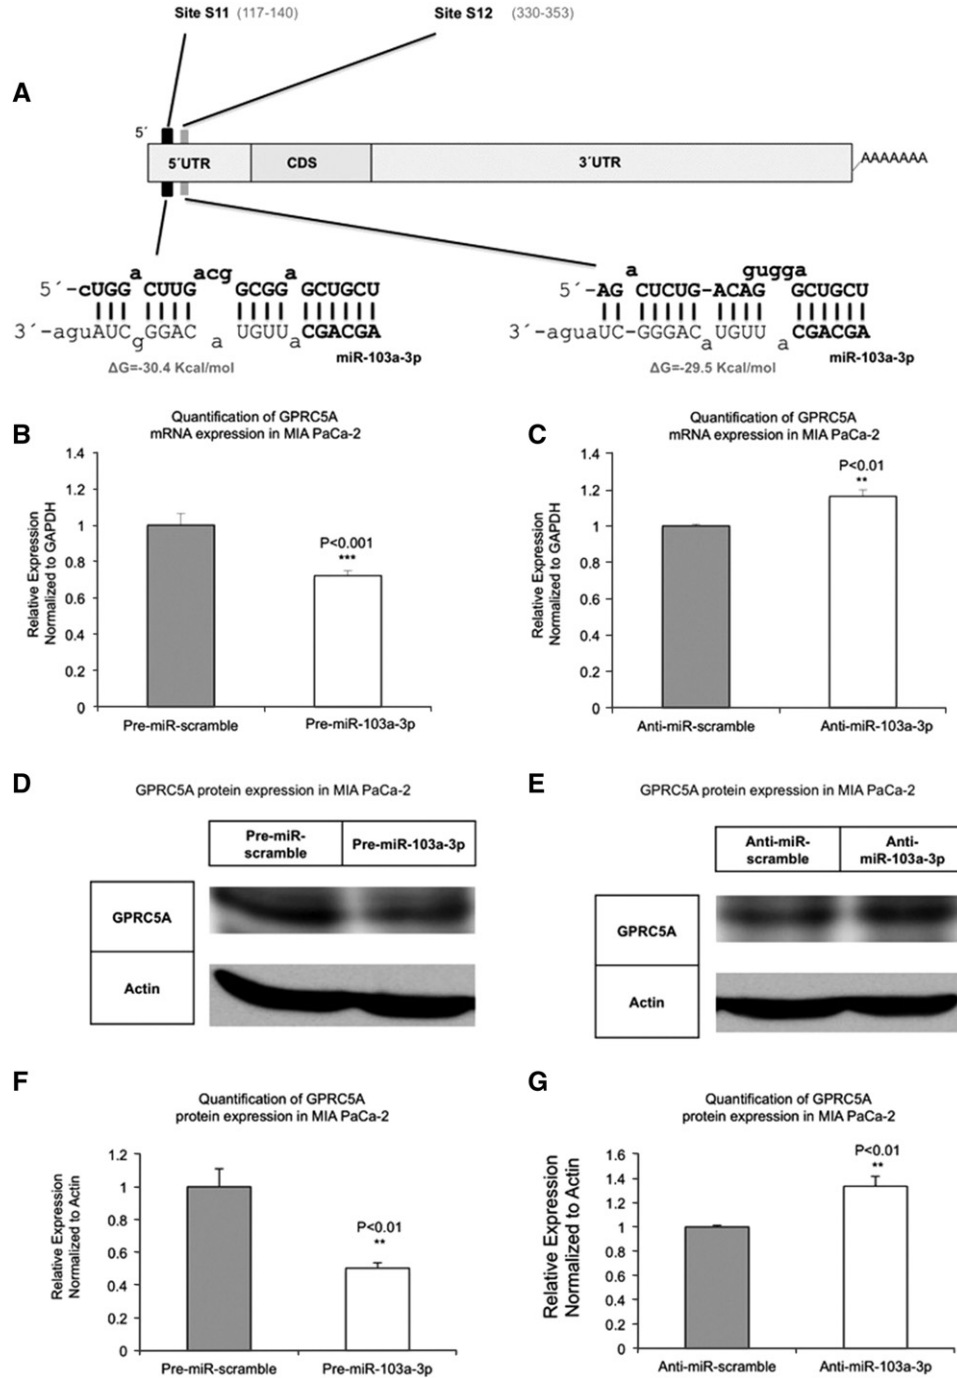 Site S11 (117-140)
Site S12 (330-353)
A
5´
5´UTR
CDS
3´UTR
AAAAAAA
a acg a
5´-cUGG CUUG GCGG GCUGCU
3´-aguAUC GGAC UGUU CGACGA
g a a
miR-103a-3p
ΔG=-30.4 Kcal/mol
a gugga
5´-AG CUCUG-ACAG GCUGCU
3´-aguaUC-GGGAC UGUU CGACGA
a a
miR-103a-3p
ΔG=-29.5 Kcal/mol
B
Quantification of GPRC5A
mRNA expression in MIA PaCa-2
Relative Expression
Normalized to GAPDH
1.4
1.2
1
0.8
0.6
0.4
0.2
0
P<0.001
***
Pre-miR-scramble
Pre-miR-103a-3p
C
Quantification of GPRC5A
mRNA expression in MIA PaCa-2
Relative Expression
Normalized to GAPDH
1.4
1.2
1
0.8
0.6
0.4
0.2
0
P<0.01
**
Anti-miR-scramble
Anti-miR-103a-3p
D
GPRC5A protein expression in MIA PaCa-2
Pre-miR-
scramble
Pre-miR-103a-3p
GPRC5A
Actin
E
GPRC5A protein expression in MIA PaCa-2
Anti-miR-
scramble
Anti-
miR-103a-3p
GPRC5A
Actin
F
Quantification of GPRC5A
protein expression in MIA PaCa-2
Relative Expression
Normalized to Actin
1.2
1
0.8
0.6
0.4
0.2
0
P<0.01
**
Pre-miR-scramble
Pre-miR-103a-3p
G
Quantification of GPRC5A
protein expression in MIA PaCa-2
Relative Expression
Normalized to Actin
1.6
1.4
1.2
1
0.8
0.6
0.4
0.2
0
P<0.01
**
Anti-miR-scramble
Anti-miR-103a-3p